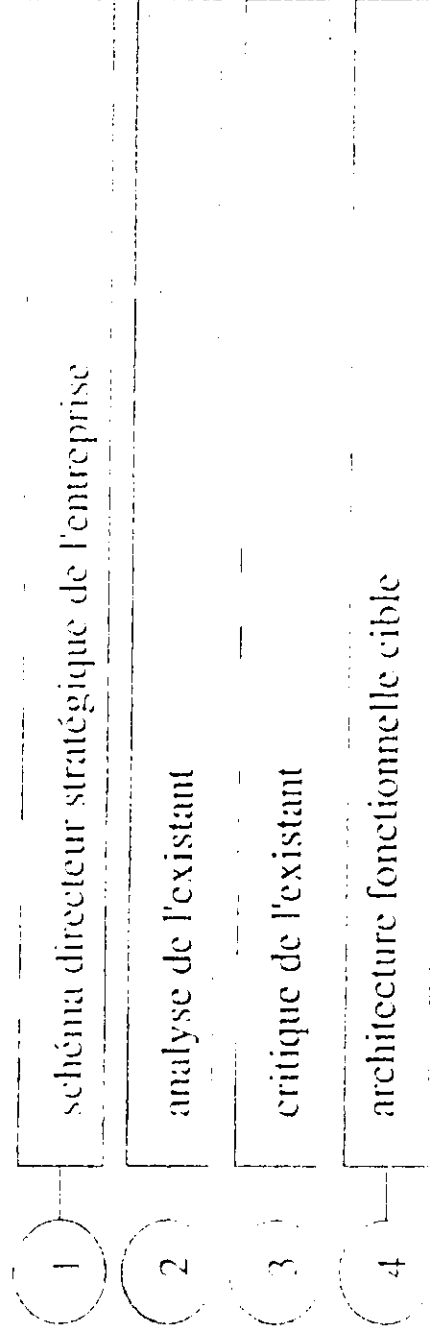 1 schéma directeur stratégique de l'entreprise
2 analyse de l'existant
3 critique de l'existant
4 architecture fonctionnelle cible